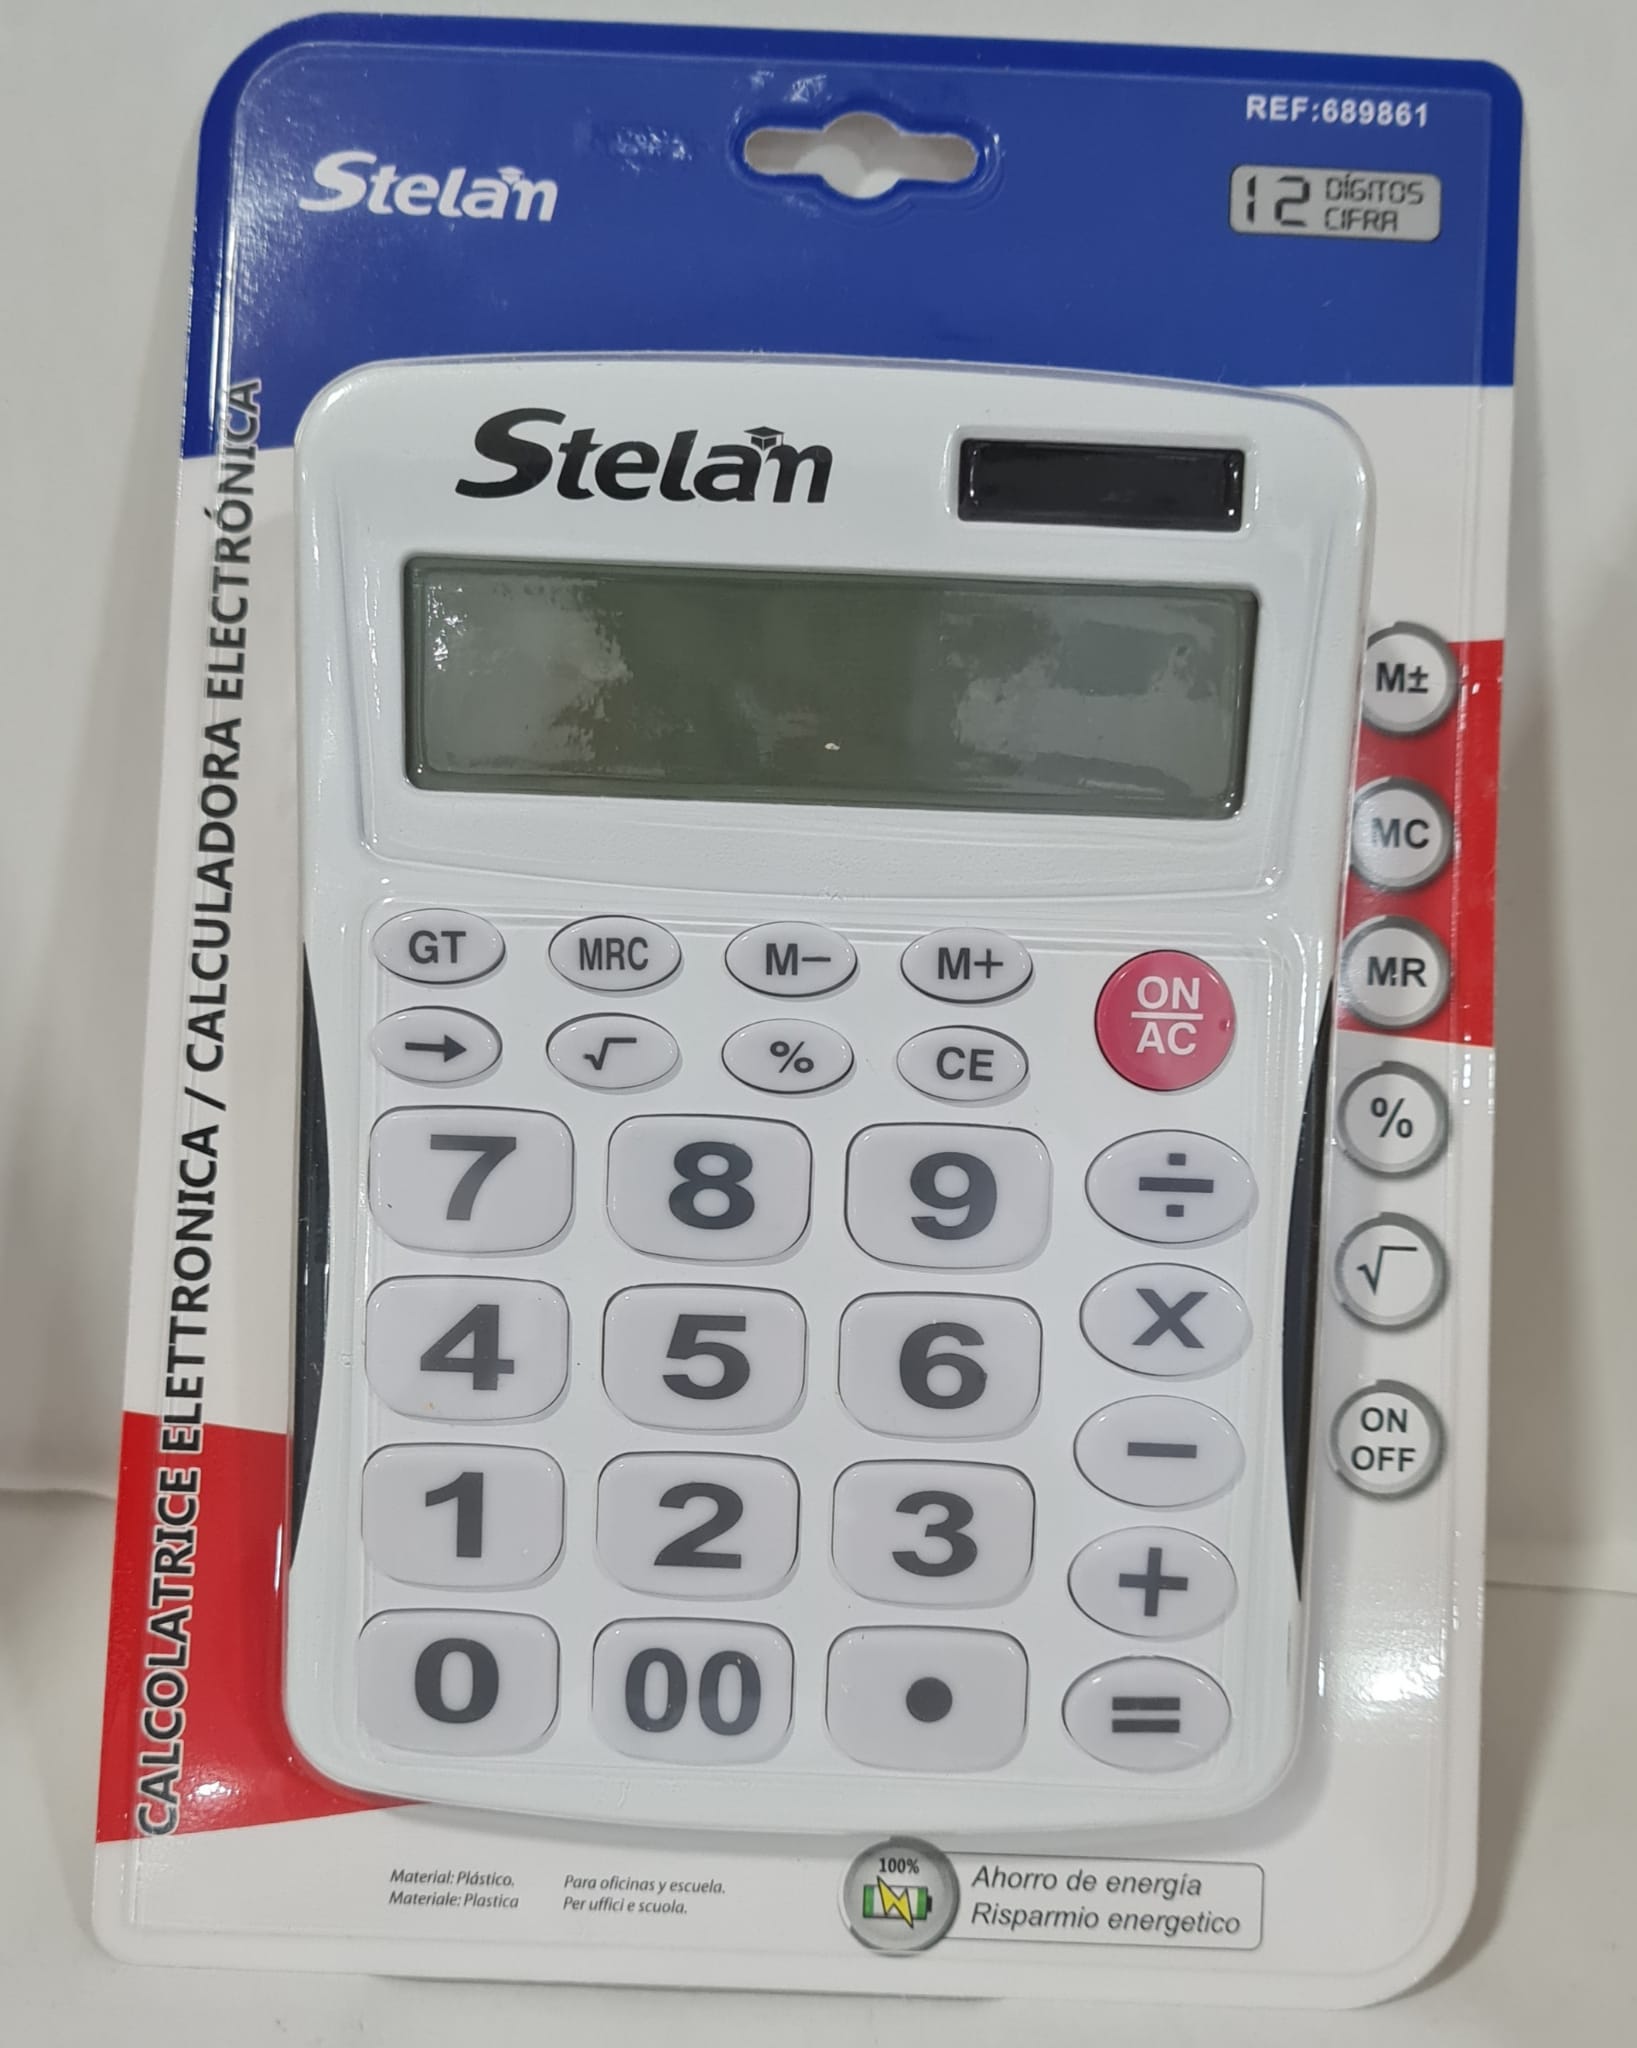 REF:689861
Stelan
12 DÍGITOS
CIFRA
CALCOLATRICE ELETTRONICA / CALCULADORA ELECTRÓNICA
Stelan
GT MRC M− M+ ON
AC
→ √ % CE
7 8 9 ÷
4 5 6 X
1 2 3 −
0 00 • +
=
M±
MC
MR
%
√
ON
OFF
Material: Plástico.
Materiale: Plastica
Para oficinas y escuela.
Per uffici e scuola.
100%
Ahorro de energía
Risparmio energetico